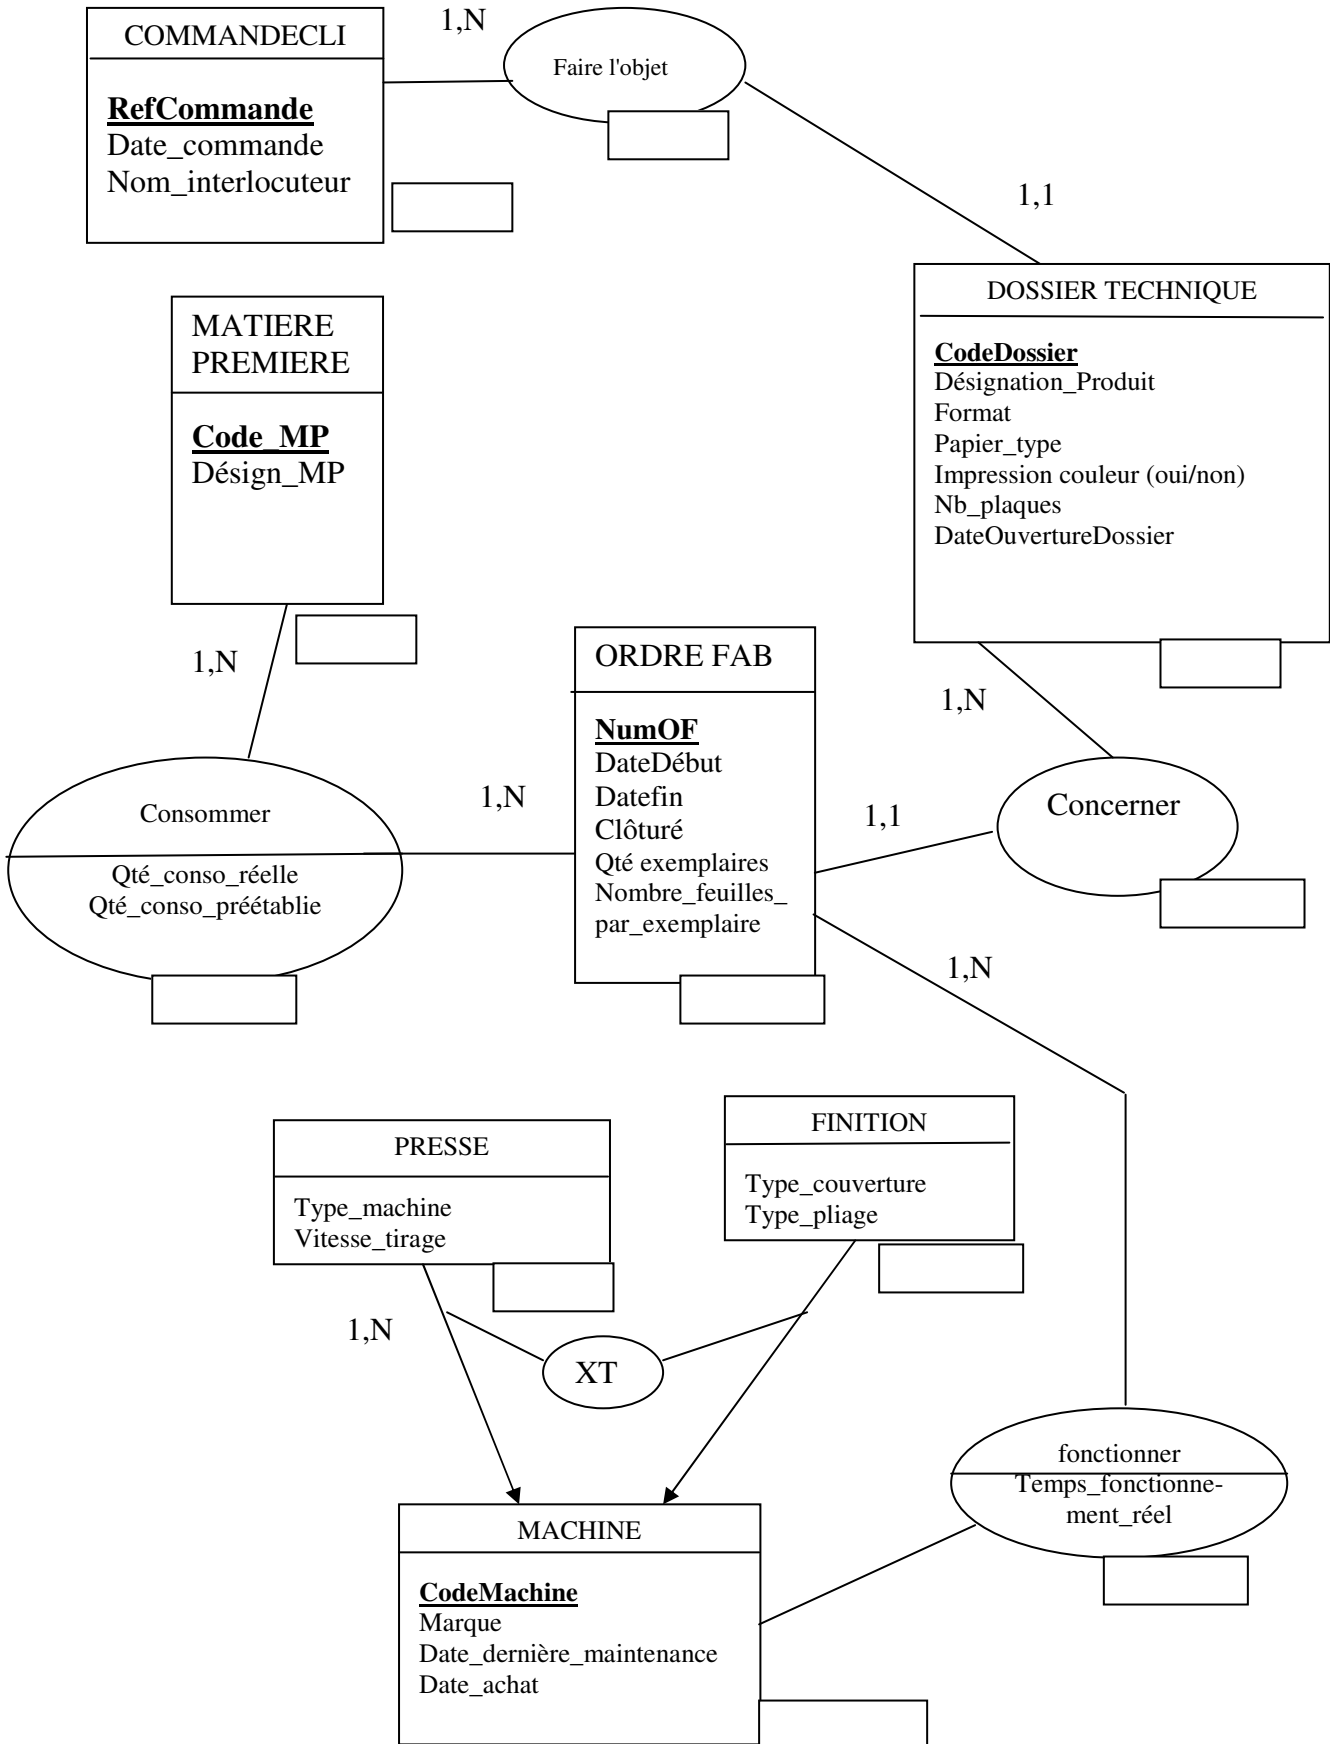 COMMANDECLI
RefCommande
Date_commande
Nom_interlocuteur
1,N
Faire l'objet
1,1
DOSSIER TECHNIQUE
CodeDossier
Désignation_Produit
Format
Papier_type
Impression couleur (oui/non)
Nb_plaques
DateOuvertureDossier
MATIERE
PREMIERE
Code_MP
Désign_MP
1,N
ORDRE FAB
NumOF
DateDébut
Datefin
Clôturé
Qté exemplaires
Nombre_feuilles_
par_exemplaire
1,N
Concerner
1,1
Consommer
Qté_conso_réelle
Qté_conso_préétablie
1,N
1,N
PRESSE
Type_machine
Vitesse_tirage
FINITION
Type_couverture
Type_pliage
1,N
XT
fonctionner
Temps_fonctionne-
ment_réel
MACHINE
CodeMachine
Marque
Date_dernière_maintenance
Date_achat